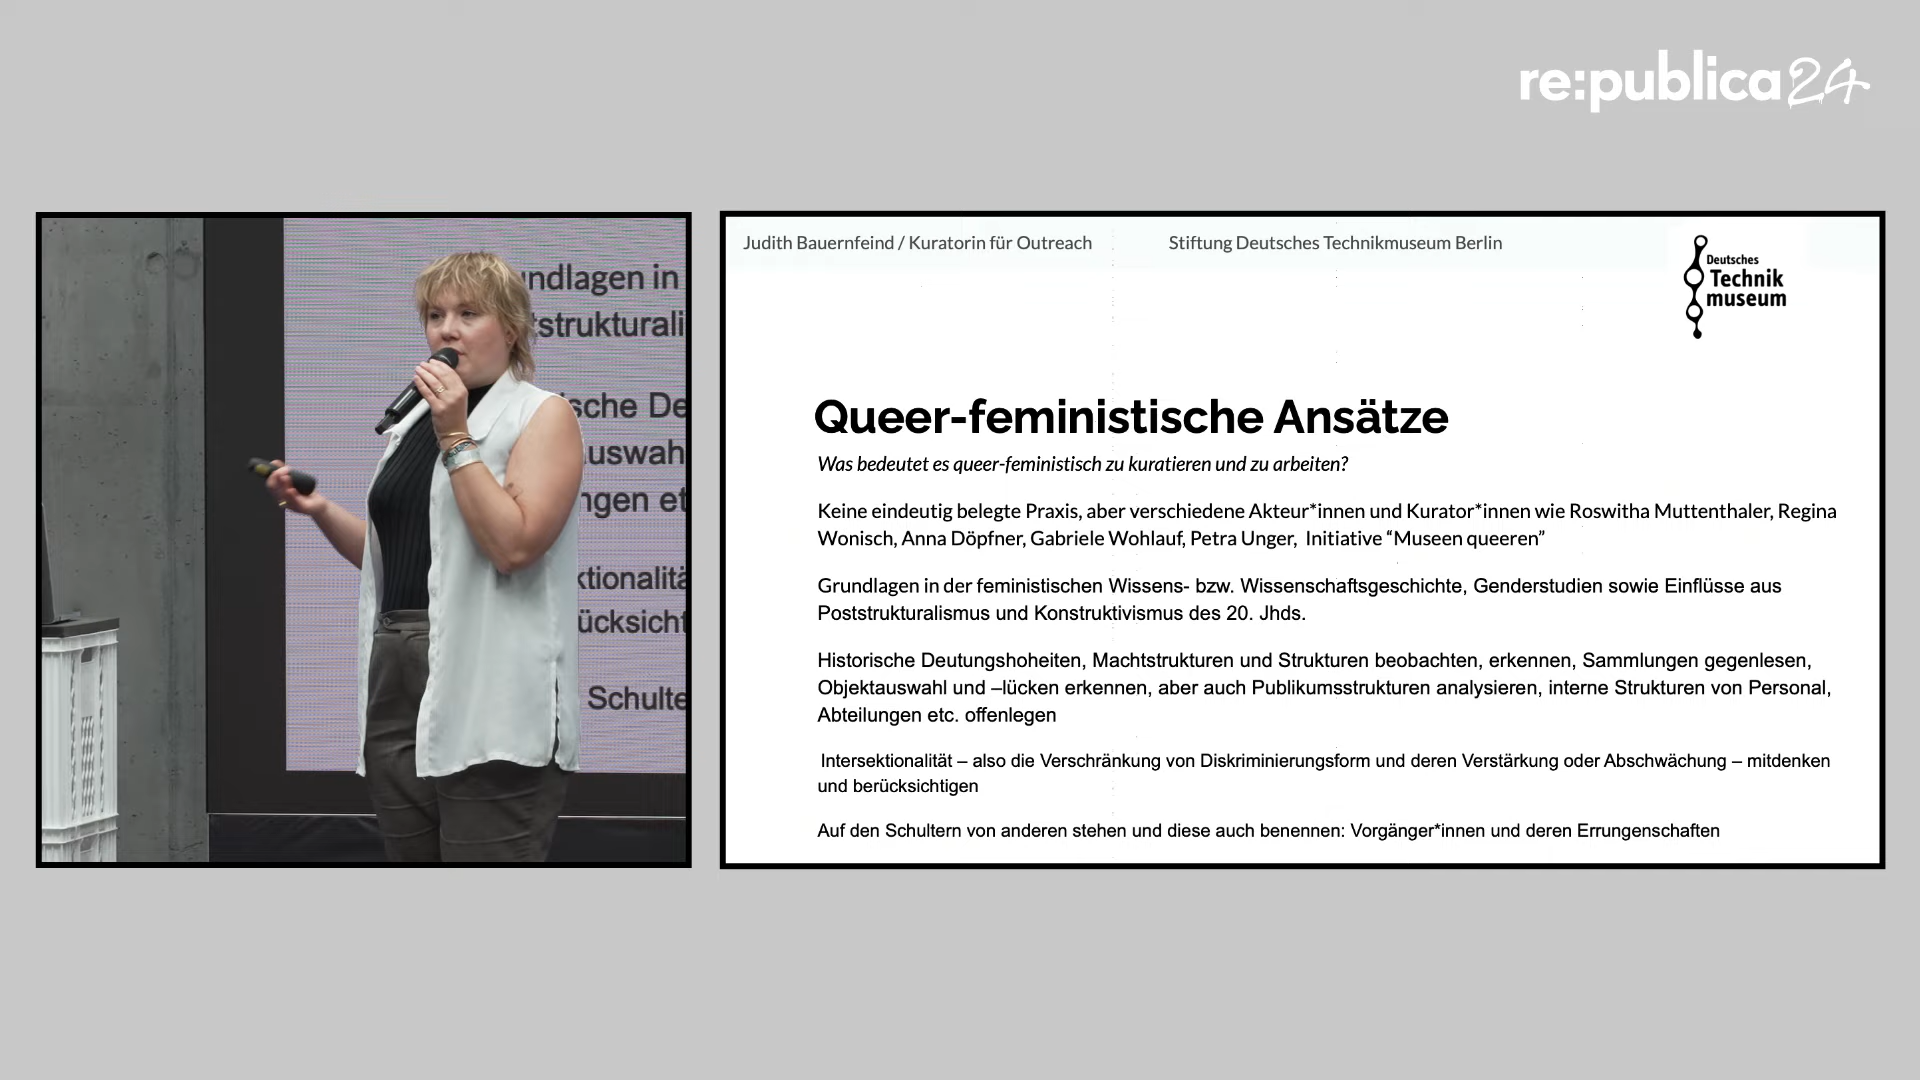 re:publica24
ndlagen in
tstrukturali
ische De
uswah
ngen et
ktionalitä
ücksicht
Schulte
Judith Bauernfeind / Kuratorin für Outreach
Stiftung Deutsches Technikmuseum Berlin
Deutsches
Technik
museum
Queer-feministische Ansätze
Was bedeutet es queer-feministisch zu kuratieren und zu arbeiten?
Keine eindeutig belegte Praxis, aber verschiedene Akteur*innen und Kurator*innen wie Roswitha Muttenthaler, Regina
Wonisch, Anna Döpfner, Gabriele Wohlauf, Petra Unger, Initiative “Museen queeren”
Grundlagen in der feministischen Wissens- bzw. Wissenschaftsgeschichte, Genderstudien sowie Einflüsse aus
Poststrukturalismus und Konstruktivismus des 20. Jhds.
Historische Deutungshoheiten, Machtstrukturen und Strukturen beobachten, erkennen, Sammlungen gegenlesen,
Objektauswahl und –lücken erkennen, aber auch Publikumsstrukturen analysieren, interne Strukturen von Personal,
Abteilungen etc. offenlegen
Intersektionalität – also die Verschränkung von Diskriminierungsform und deren Verstärkung oder Abschwächung – mitdenken
und berücksichtigen
Auf den Schultern von anderen stehen und diese auch benennen: Vorgänger*innen und deren Errungenschaften